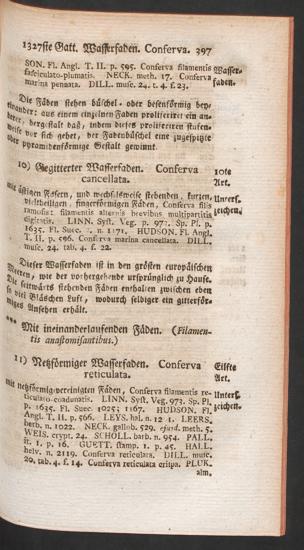 1327ste Gatt. Wasserfaden. Conferva. 397
SON. Fl. Angl. T. II. p. 595. Conferva filamentis Wasser-
fasciculato-plumatis. NECK. meth. 17. Conferva faden.
marina pennata. DILL. musc. 24. t. 4. f. 23.
Die Fäden stehen büschel- oder besenförmig bey-
einander: aus einem einzelnen Faden proliferiret ein an-
derer, dergestalt daß, indem dieses proliferiren stufen-
weise vor sich gehet, der Fadenbüschel eine zugespitzte
oder pyramidenförmige Gestalt gewinnt.
10) Gegitterter Wasserfaden. Conferva 10te
cancellata. Art.
mit ästigen Fasern, und wechselsweise stehenden, kurzen, Unters.
vieltheiligen, fingerförmigen Fäden, Conferva filis zeichen.
ramosis: filamentis alternis brevibus multipartitis
digitatis. LINN. Syst. Veg. p. 972. Sp. Pl. p.
1635. Fl. Suec. 2. n. 1171. HUDSON. Fl. Angl.
T. II. p. 596. Conferva marina cancellata. DILL.
musc. 24. tab. 4. f. 22.
Dieser Wasserfaden ist in den grösten europäischen
Meeren, wie der vorhergehende ursprünglich zu Hause.
Die seitwärts stehenden Fäden enthalten zwischen eben
so viel Gläschen Luft, wodurch selbiger ein gitterför-
miges Ansehen erhält.
*** Mit ineinanderlaufenden Fäden. (Filamen-
tis anastomisantibus.)
11) Netzförmiger Wasserfaden. Conferva Eilfte
reticulata. Art.
mit netzförmig-vereinigten Fäden, Conferva filamentis re- Unters.
ticulato-coadunatis. LINN. Syst. Veg. 973. Sp. Pl. zeichen.
p. 1635. Fl. Suec. 1025; 1167. HUDSON. Fl.
Angl. T. II. p. 566. LEYS. hal. n. 12 1. LEERS.
herb. n. 1022. NECK. gallob. 529. ejusd. meth. 5.
WEIS. crypt. 24. SCHOLL. barb. n. 954. PALL.
it. 1. p. 16. GUETT. stamp. 1. p. 45. HALL.
helv. n. 2119. Conferva reticulata. DILL. musc.
20. tab. 4. f. 14. Conferva reticulata crispa. PLUK.
alm.